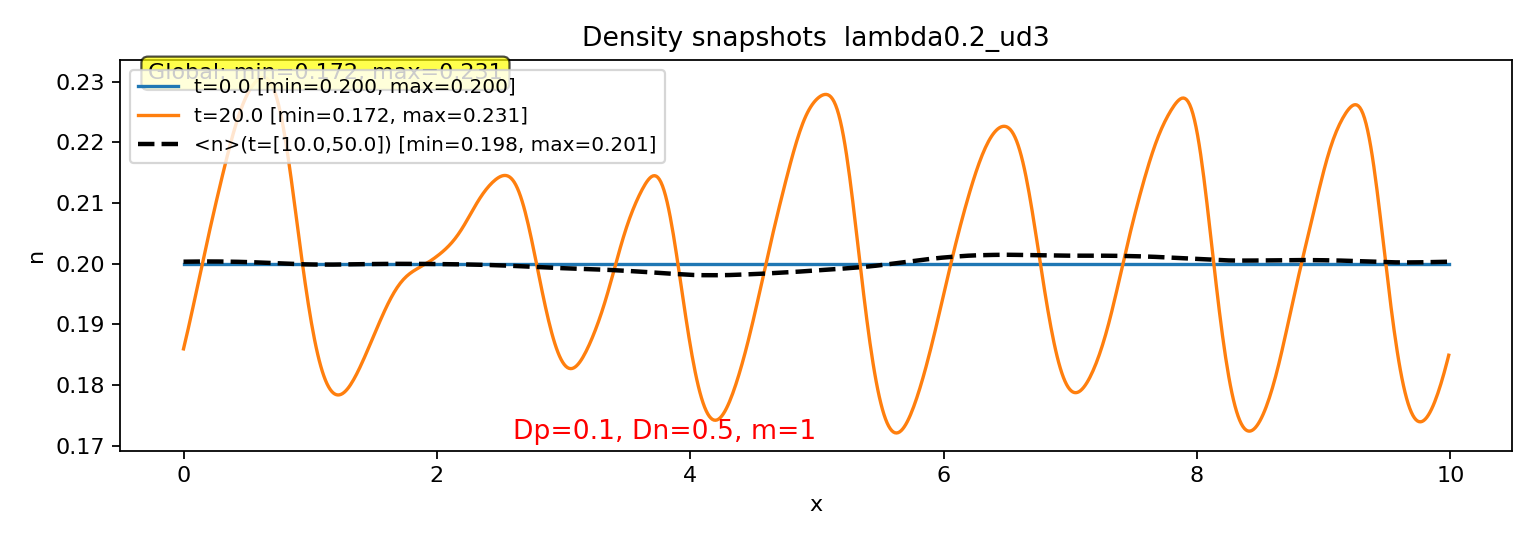 Density snapshots  lambda0.2_ud3
Global: min=0.172, max=0.231
t=0.0 [min=0.200, max=0.200]
t=20.0 [min=0.172, max=0.231]
<n>(t=[10.0,50.0]) [min=0.198, max=0.201]
0.23
0.22
0.21
0.20
0.19
0.18
0.17
n
Dp=0.1, Dn=0.5, m=1
0 2 4 6 8 10
x